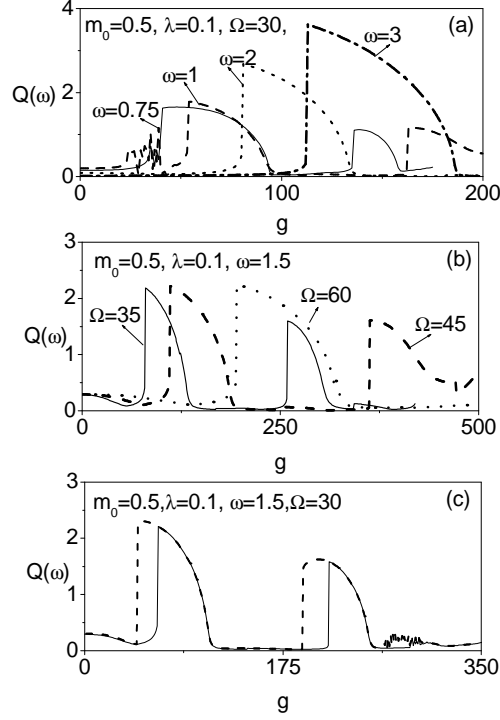 m₀=0.5, λ=0.1, Ω=30,
(a)
4
2
0
Q(ω)
ω=0.75
ω=1
ω=2
ω=3
0 100 200
g
m₀=0.5, λ=0.1, ω=1.5
(b)
3
2
1
0
Q(ω)
Ω=35
Ω=60
Ω=45
0 250 500
g
m₀=0.5,λ=0.1, ω=1.5,Ω=30
(c)
3
2
1
0
Q(ω)
0 175 350
g